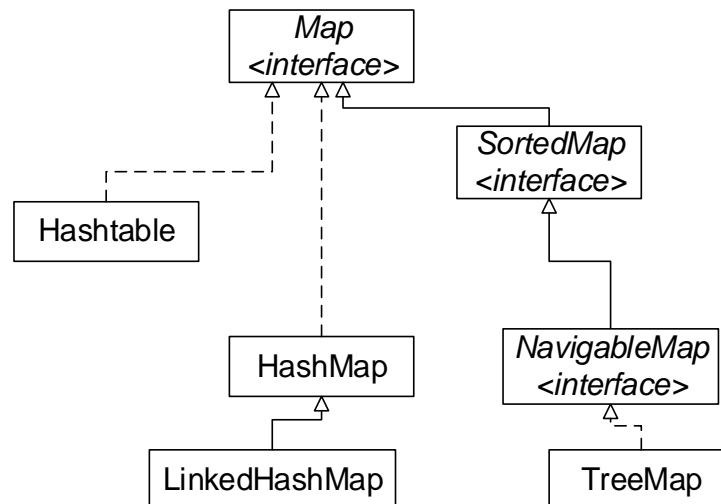 Map
<interface>
SortedMap
<interface>
Hashtable
HashMap
NavigableMap
<interface>
LinkedHashMap
TreeMap